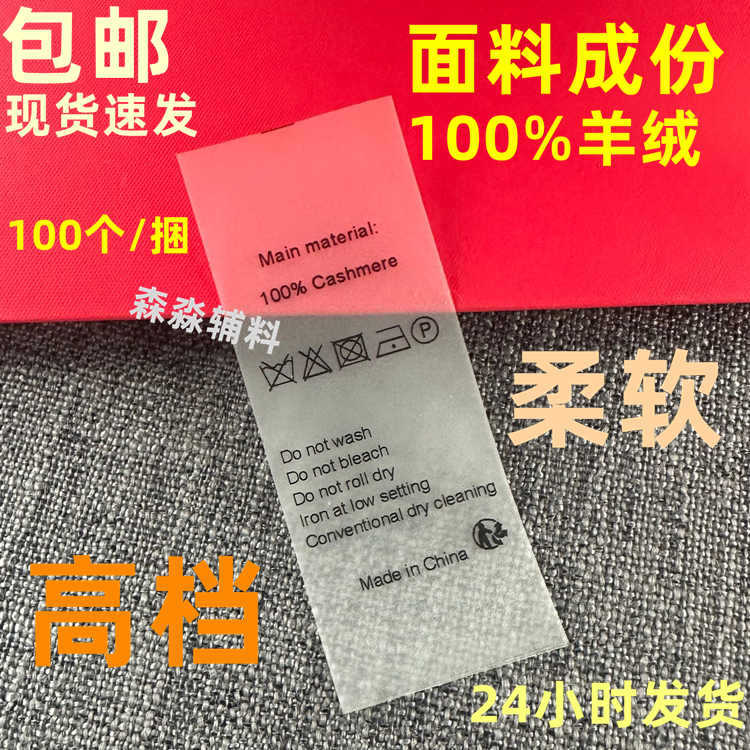 包邮
现货速发
面料成份
100%羊绒
100个/捆
Main material:
100% Cashmere
森淼辅料
P
柔软
Do not wash
Do not bleach
Do not roll dry
Iron at low setting
Conventional dry cleaning
Made in China
高档
24小时发货